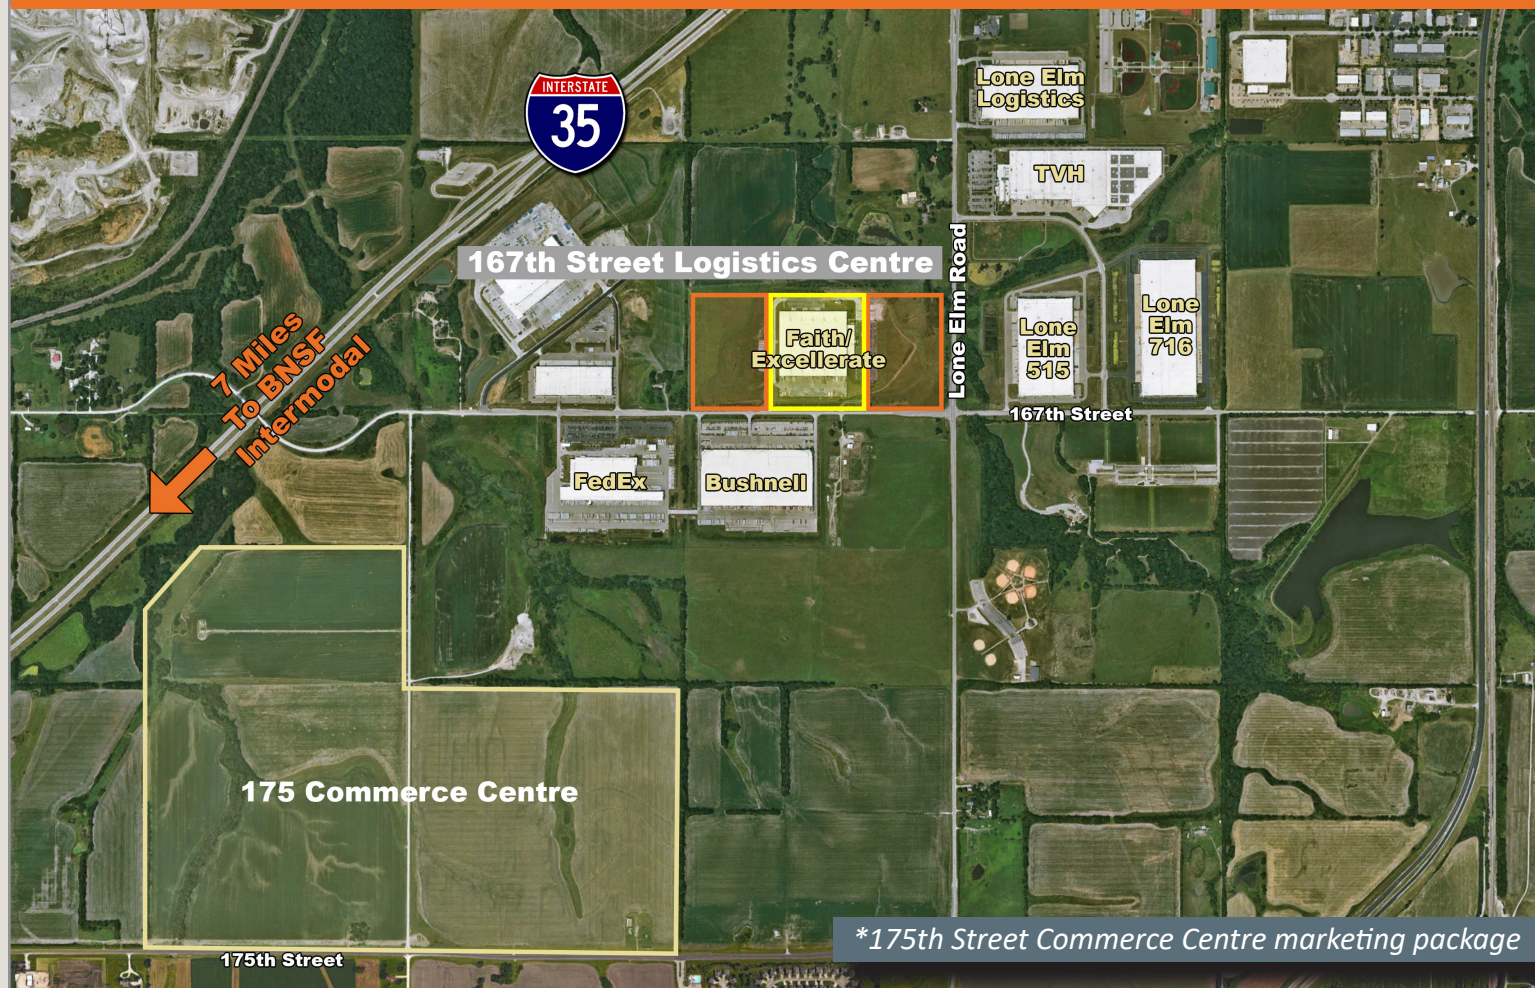 INTERSTATE
35
Lone Elm
Logistics
TVH
167th Street Logistics Centre
Lone Elm Road
7 Miles
To BNSF
Intermodal
Faith/
Excellerate
Lone
Elm
515
Lone
Elm
716
167th Street
FedEx
Bushnell
175 Commerce Centre
*175th Street Commerce Centre marketing package
175th Street